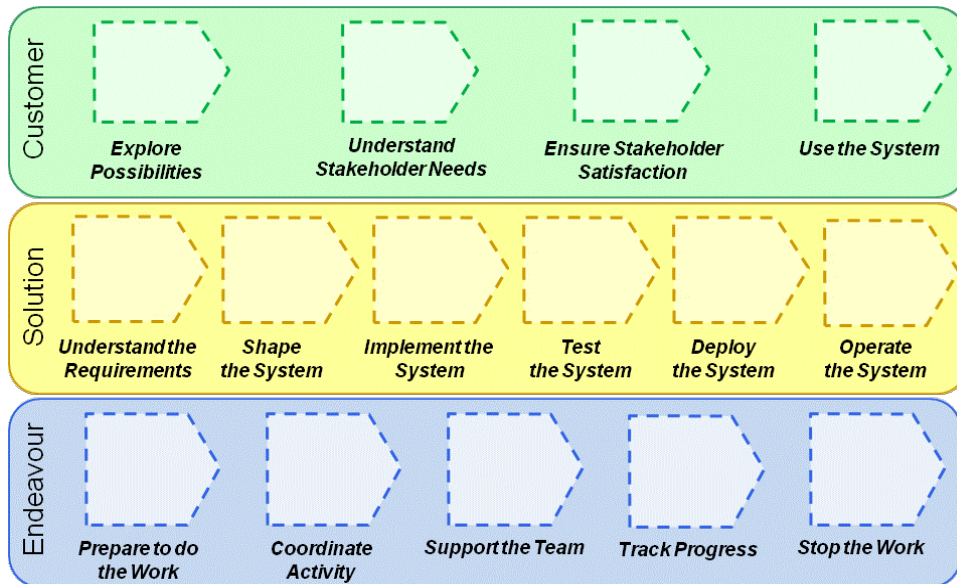 Customer
Explore
Possibilities
Understand
Stakeholder Needs
Ensure Stakeholder
Satisfaction
Use the System
Solution
Understand the
Requirements
Shape
the System
Implement the
System
Test
the System
Deploy
the System
Operate
the System
Endeavour
Prepare to do
the Work
Coordinate
Activity
Support the Team
Track Progress
Stop the Work